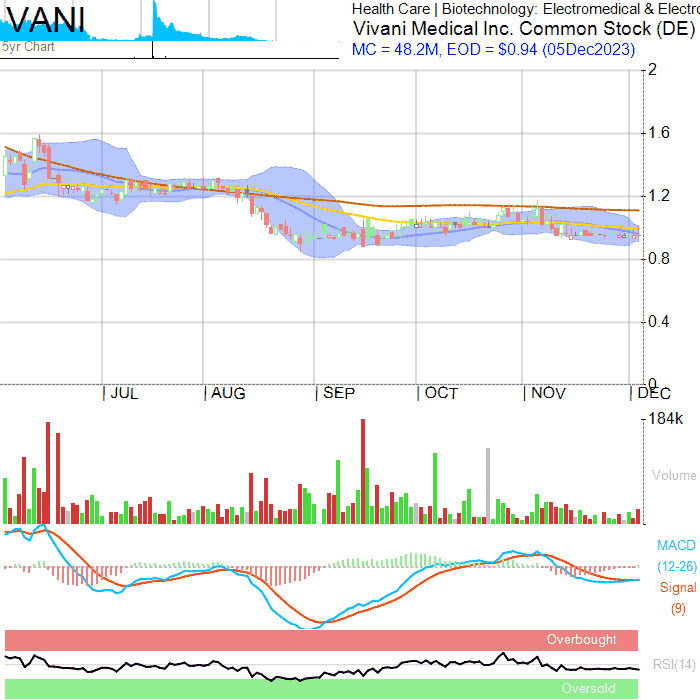 VANI
5yr Chart
Health Care | Biotechnology: Electromedical & Electro
Vivani Medical Inc. Common Stock (DE)
MC = 48.2M, EOD = $0.94 (05Dec2023)
2
1.6
1.2
0.8
0.4
0
JUL
AUG
SEP
OCT
NOV
DEC
184k
Volume
MACD
(12-26)
Signal
(9)
Overbought
RSI(14)
Oversold